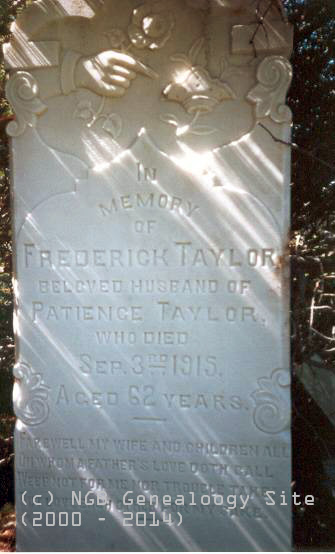 IN
MEMORY
OF
FREDERICK TAYLOR
BELOVED HUSBAND OF
PATIENCE TAYLOR,
WHO DIED
SEP. 3RD 1915.
AGED 62 YEARS.
FAREWELL MY WIFE AND CHILDREN ALL
ON WHOM A FATHER'S LOVE DOTH CALL
WEEP NOT FOR ME NOR TROUBLE TAKE
(c) NGB Genealogy Site
(2000 - 2014)